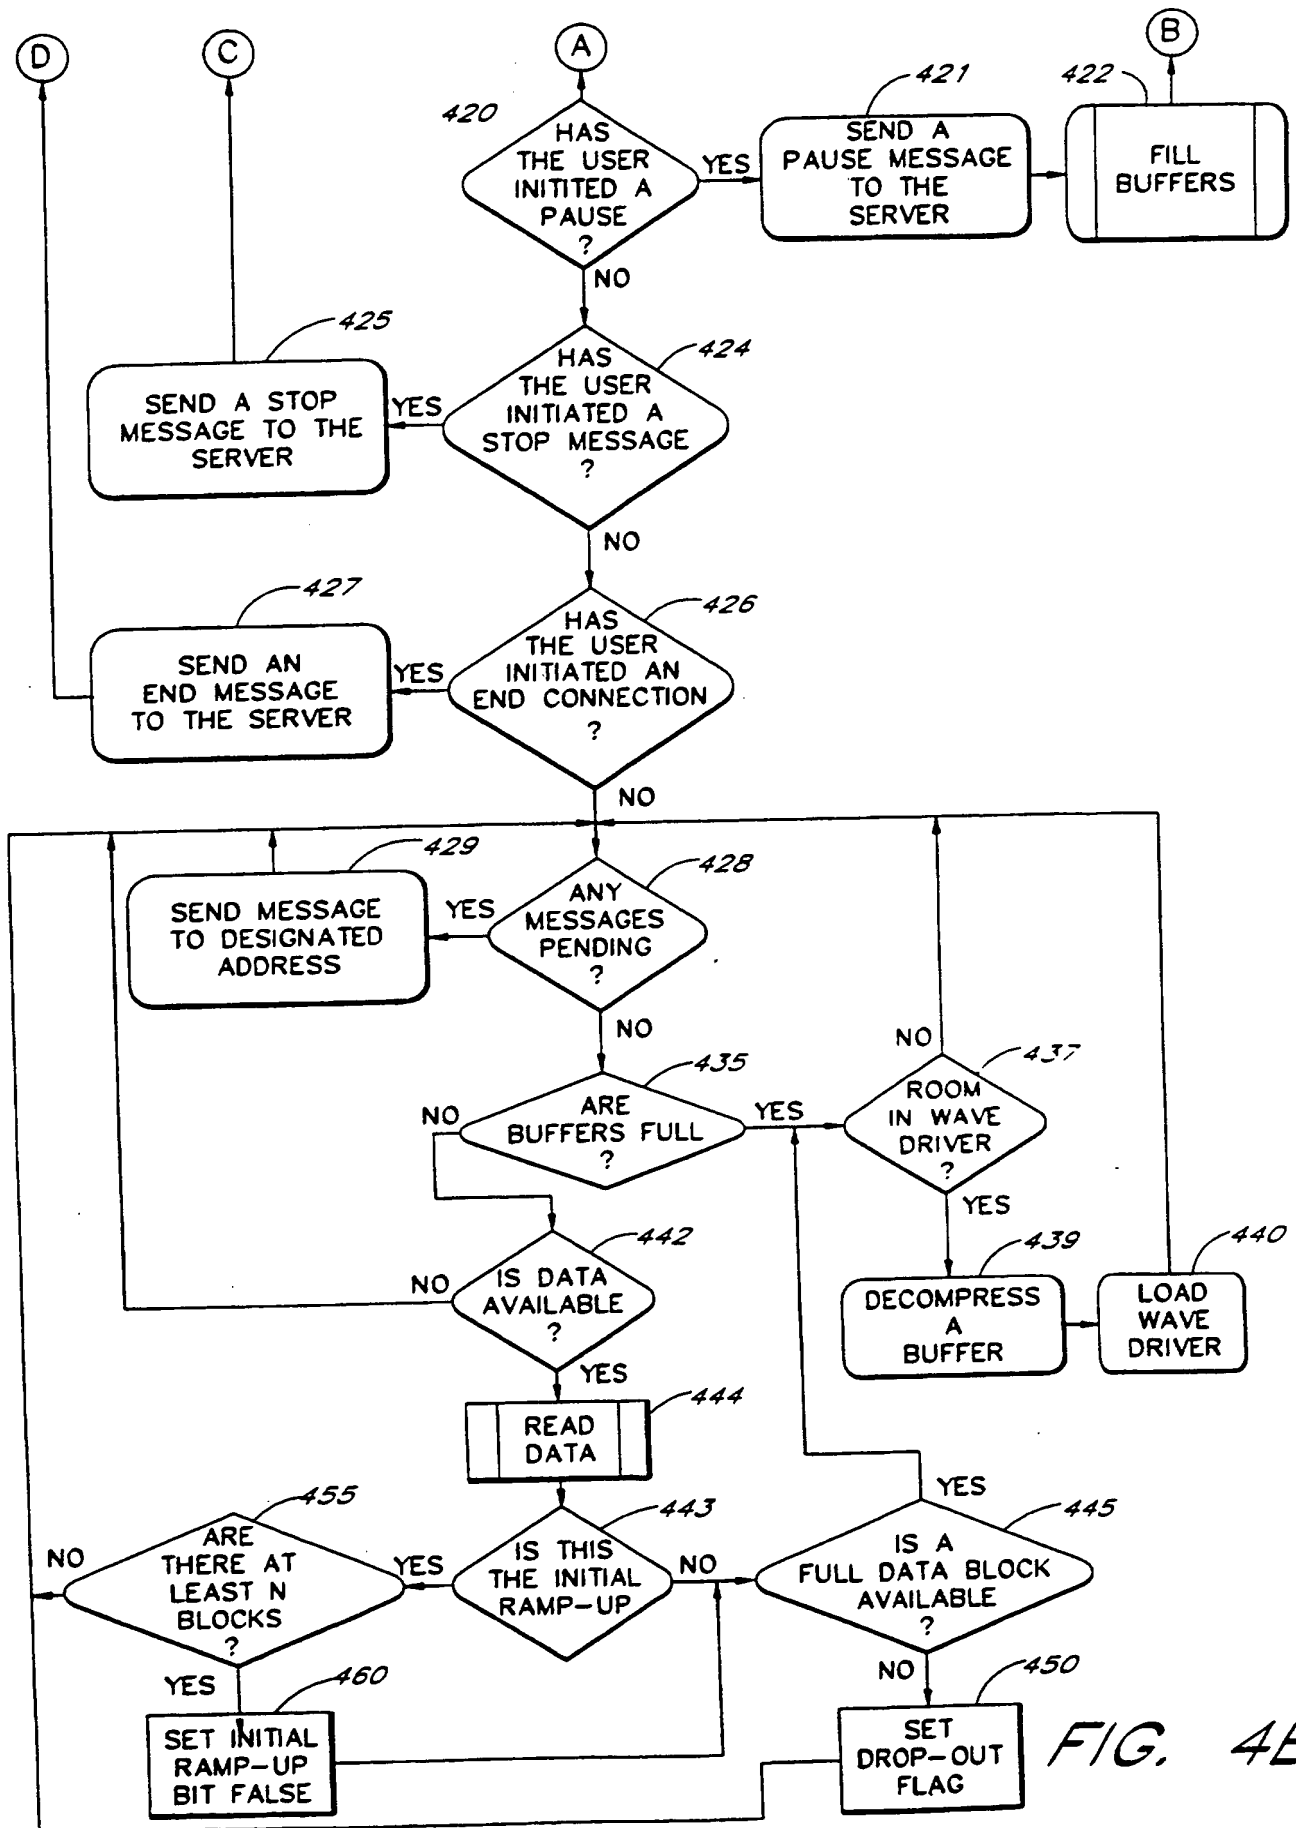 D
C
A
B
420
HAS
THE USER
INITITED A
PAUSE
?
YES
421
SEND A
PAUSE MESSAGE
TO THE
SERVER
422
FILL
BUFFERS
NO
425
SEND A STOP
MESSAGE TO THE
SERVER
YES
424
HAS
THE USER
INITIATED A
STOP MESSAGE
?
NO
427
SEND AN
END MESSAGE
TO THE SERVER
YES
426
HAS
THE USER
INITIATED AN
END CONNECTION
?
NO
429
SEND MESSAGE
TO DESIGNATED
ADDRESS
YES
428
ANY
MESSAGES
PENDING
?
NO
435
NO
ARE
BUFFERS FULL
?
YES
NO
437
ROOM
IN WAVE
DRIVER
?
YES
442
NO
IS DATA
AVAILABLE
?
YES
439
DECOMPRESS
A
BUFFER
440
LOAD
WAVE
DRIVER
444
READ
DATA
455
NO
ARE
THERE AT
LEAST N
BLOCKS
?
YES
YES
443
IS THIS
THE INITIAL
RAMP-UP
NO
YES
445
IS A
FULL DATA BLOCK
AVAILABLE
?
NO
460
SET INITIAL
RAMP-UP
BIT FALSE
450
SET
DROP-OUT
FLAG
FIG. 4B